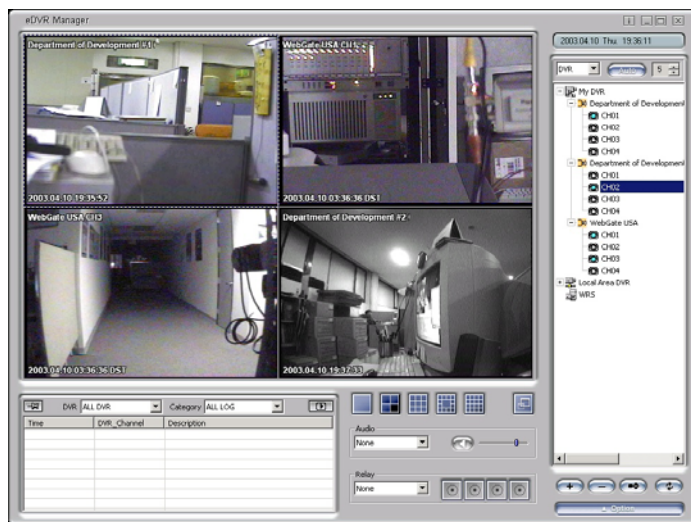 eDVR Manager
2003.04.10 Thu. 19:36:11
Department of Development #1
WebGate USA CH1
2003.04.10 19:35:52
2003.04.10 03:36:36 DST
WebGate USA CH3
Department of Development #2
2003.04.10 03:36:36 DST
2003.04.10 19:37:33
DVR
5
My DVR
Department of Development
CH01
CH02
CH03
CH04
Department of Development
CH01
CH02
CH03
CH04
WebGate USA
CH01
CH02
CH03
CH04
Local Area DVR
WRS
DVR ALL DVR Category ALL LOG
Time DVR_Channel Description
Audio
None
Relay
None
Option